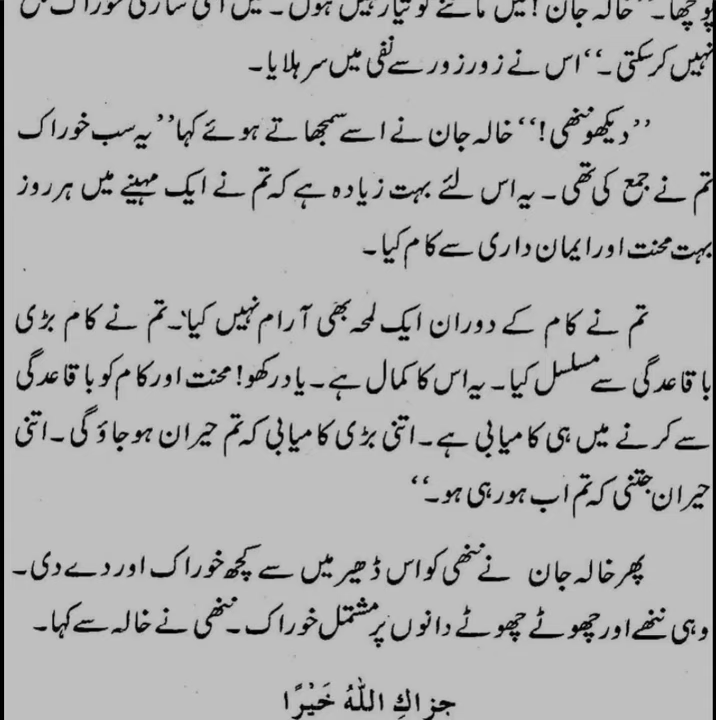 پوچھا۔ ’’خالہ جان! میں ماننے کو تیار نہیں ہوں۔ میں اتنی ساری خوراک جمع
نہیں کرسکتی۔‘‘ اس نے زور زور سے نفی میں سر ہلایا۔
’’دیکھو ننھی!‘‘ خالہ جان نے اسے سمجھاتے ہوئے کہا ’’یہ سب خوراک
تم نے جمع کی تھی۔ یہ اس لئے بہت زیادہ ہے کہ تم نے ایک مہینے میں ہر روز
بہت محنت اور ایمان داری سے کام کیا۔
تم نے کام کے دوران ایک لمحہ بھی آرام نہیں کیا۔ تم نے کام بڑی
باقاعدگی سے مسلسل کیا۔ یہ اس کا کمال ہے۔ یاد رکھو! محنت اور کام کو باقاعدگی
سے کرنے میں ہی کامیابی ہے۔ اتنی بڑی کامیابی کہ تم حیران ہو جاؤ گی۔ اتنی
حیران جتنی کہ تم اب ہو رہی ہو۔‘‘
پھر خالہ جان نے ننھی کو اس ڈھیر میں سے کچھ خوراک اور دے دی۔
وہی ننھے اور چھوٹے چھوٹے دانوں پر مشتمل خوراک۔ ننھی نے خالہ سے کہا۔
جزاكِ اللهُ خَيْرًا